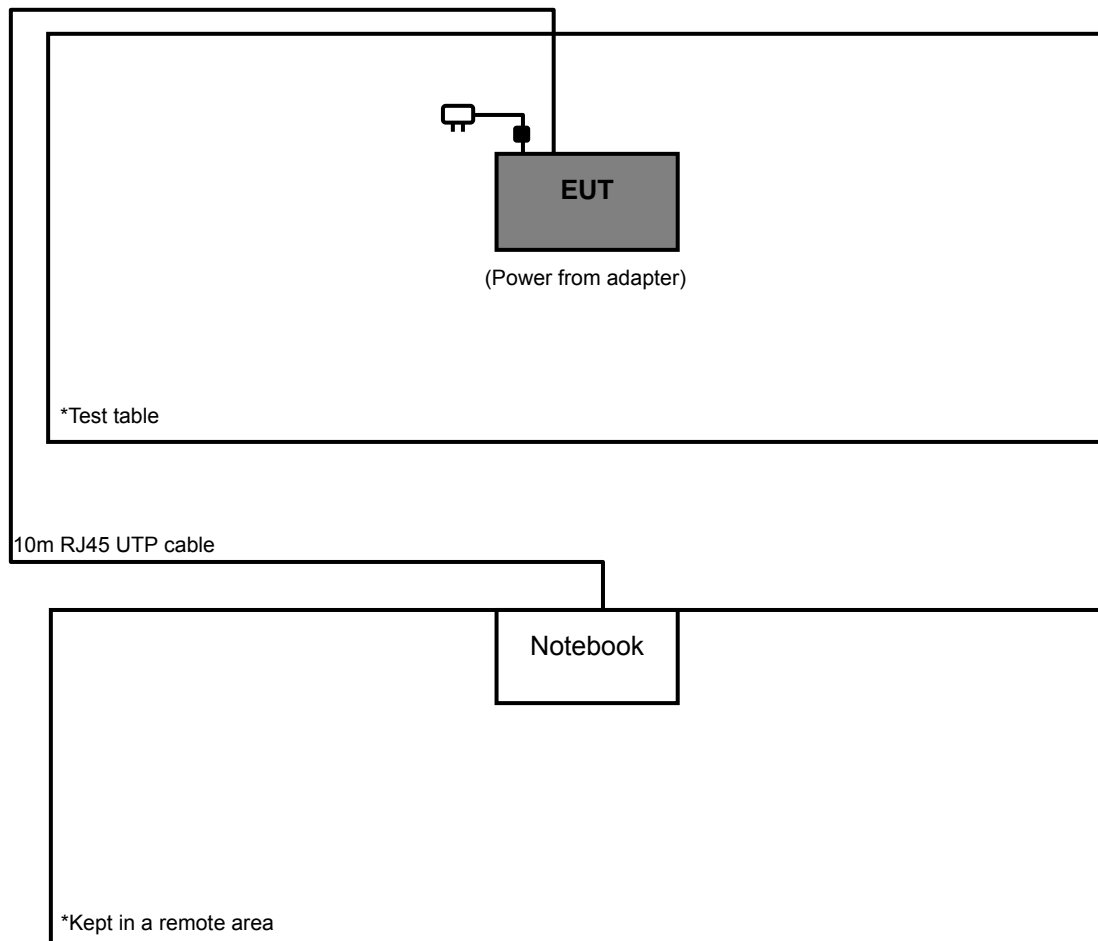 EUT
(Power from adapter)
*Test table
10m RJ45 UTP cable
Notebook
*Kept in a remote area